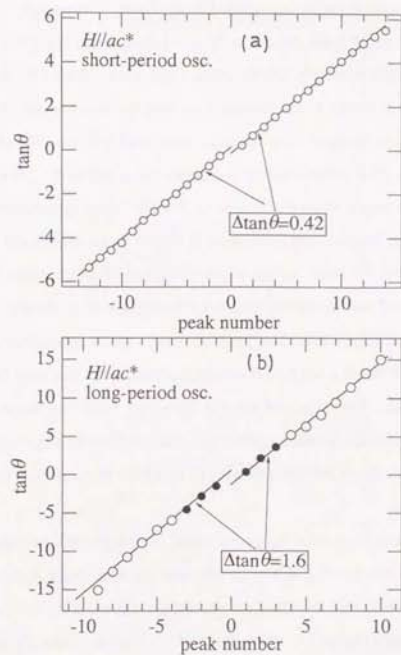 H//ac*
short-period osc.
(a)
6
4
2
0
-2
-4
6
tanθ
Δtanθ=0.42
-10
0
10
peak number
H//ac*
long-period osc.
(b)
15
10
5
0
-5
-10
-15
tanθ
Δtanθ=1.6
-10
-5
0
5
10
peak number